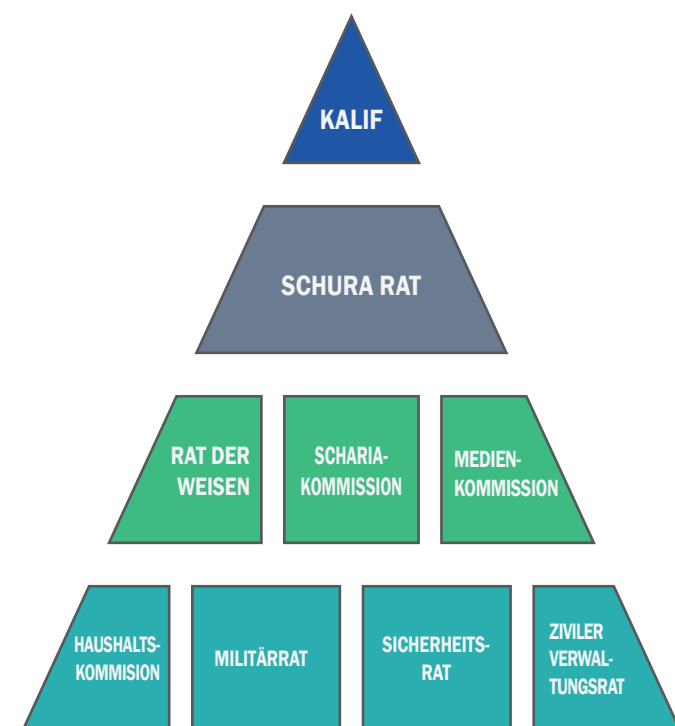 KALIF
SCHURA RAT
RAT DER
WEISEN
SCHARIA-
KOMMISSION
MEDIEN-
KOMMISSION
HAUSHALTS-
KOMMISION
MILITÄRRAT
SICHERHEITS-
RAT
ZIVILER
VERWAL-
TUNGSRAT